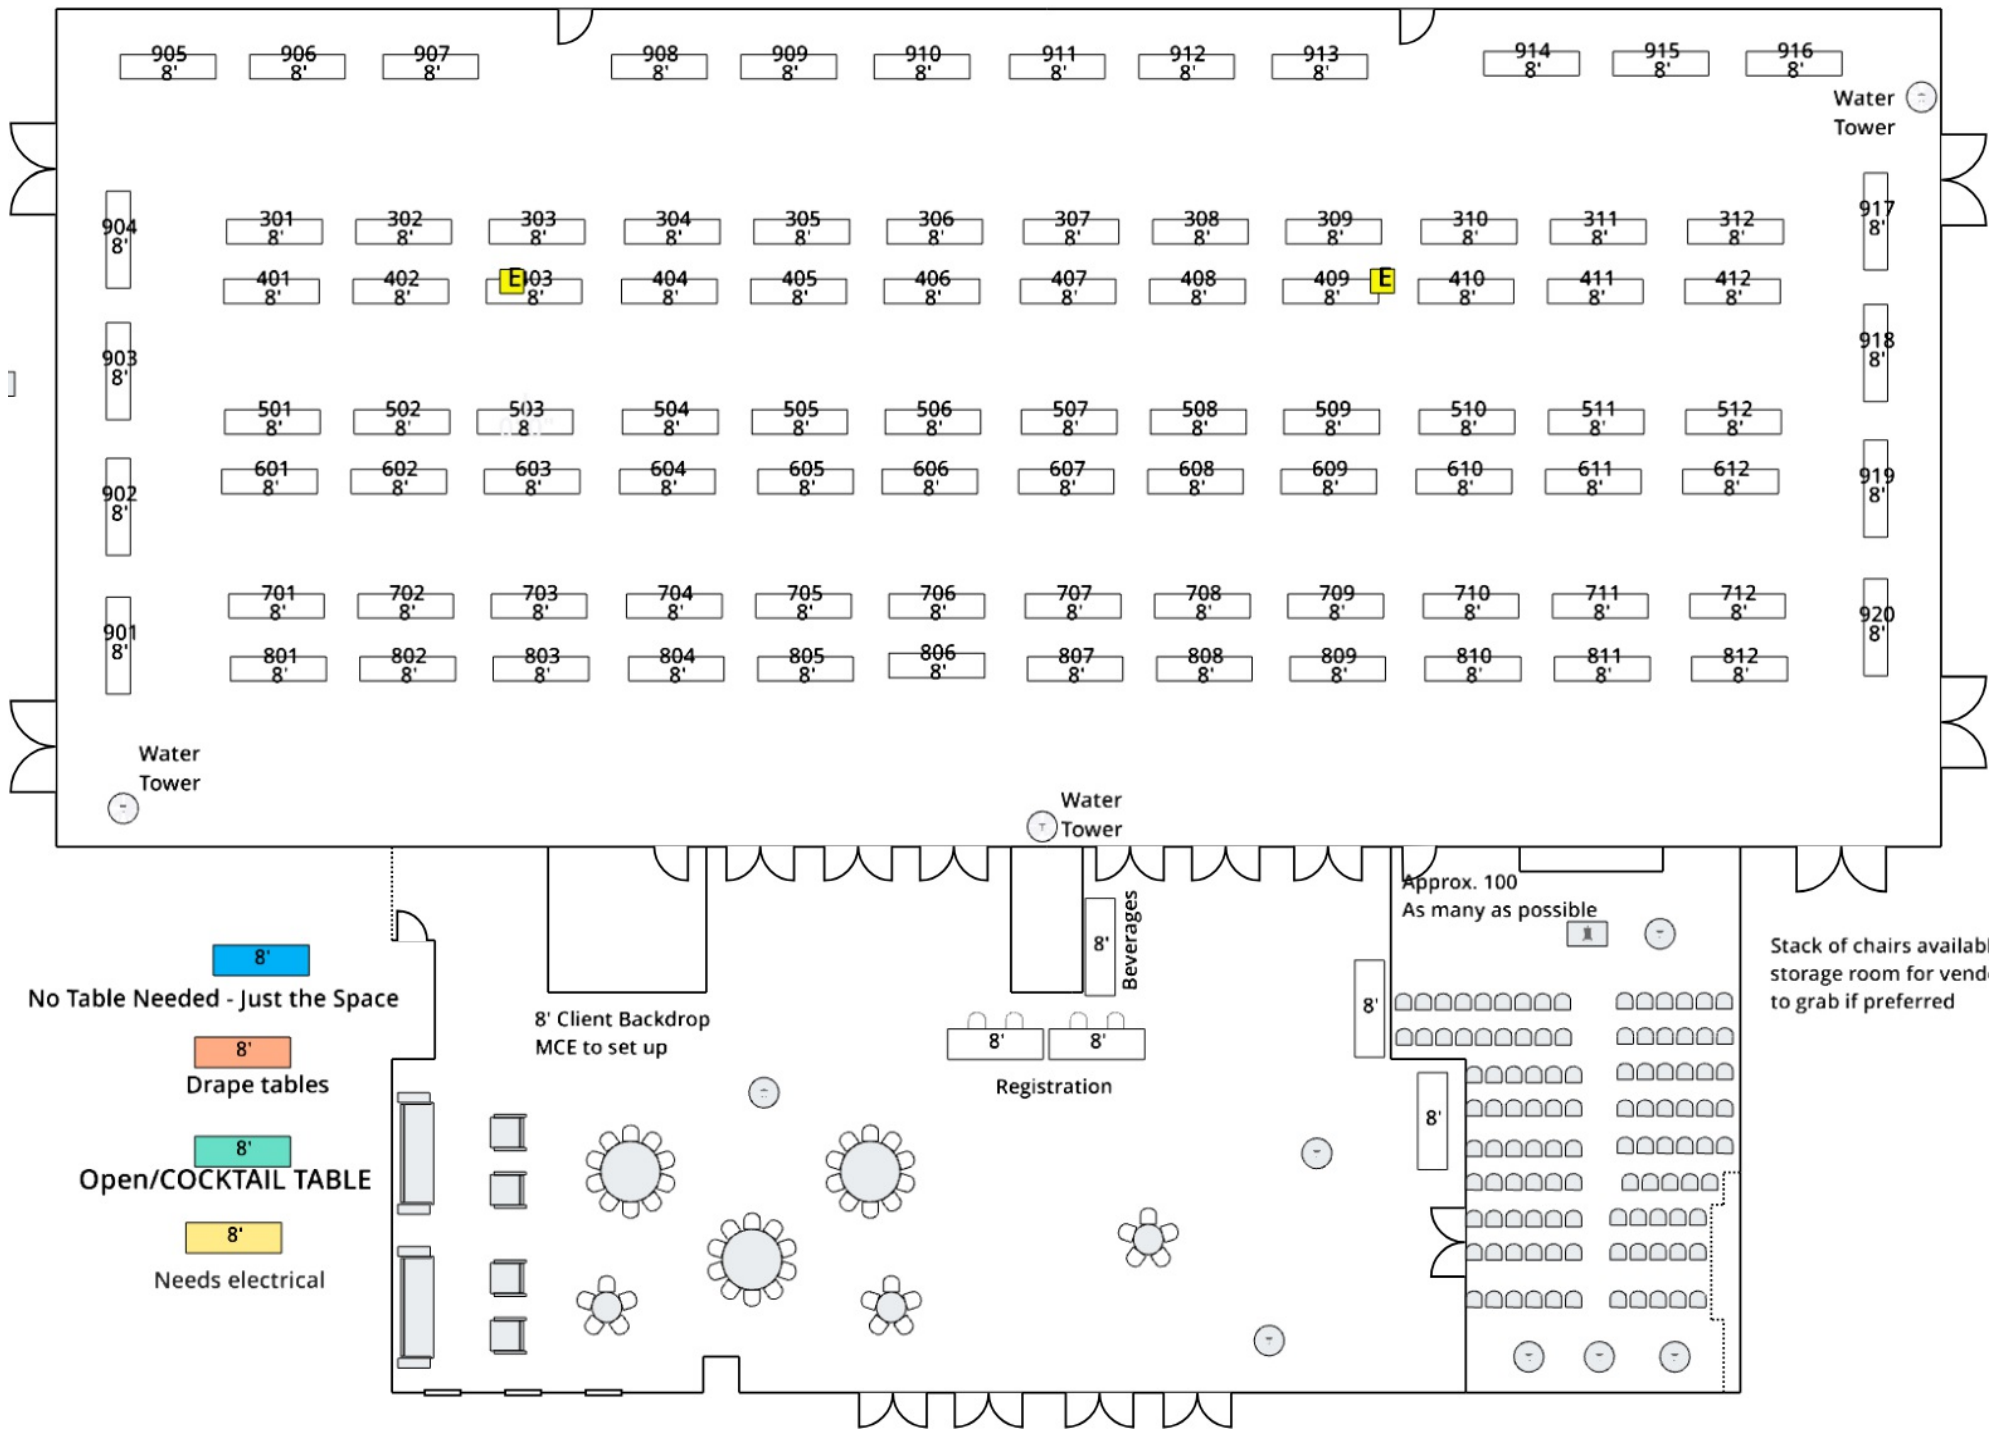 905 906 907 908 909 910 911 912 913 914 915 916
8' 8' 8' 8' 8' 8' 8' 8' 8' 8' 8' 8'
Water
Tower
904
8'
917
8'
301 302 303 304 305 306 307 308 309 310 311 312
8' 8' 8' 8' 8' 8' 8' 8' 8' 8' 8' 8'
E E
401 402 403 404 405 406 407 408 409 410 411 412
8' 8' 8' 8' 8' 8' 8' 8' 8' 8' 8' 8'
903
8'
918
8'
501 502 503 504 505 506 507 508 509 510 511 512
8' 8' 8' 8' 8' 8' 8' 8' 8' 8' 8' 8'
601 602 603 604 605 606 607 608 609 610 611 612
8' 8' 8' 8' 8' 8' 8' 8' 8' 8' 8' 8'
902
8'
919
8'
701 702 703 704 705 706 707 708 709 710 711 712
8' 8' 8' 8' 8' 8' 8' 8' 8' 8' 8' 8'
901
8'
920
8'
801 802 803 804 805 806 807 808 809 810 811 812
8' 8' 8' 8' 8' 8' 8' 8' 8' 8' 8' 8'
Water
Tower
Water
Tower
Approx. 100
As many as possible
8'
Beverages
8'
No Table Needed - Just the Space
8'
Drape tables
8'
Open/COCKTAIL TABLE
8'
Needs electrical
8' Client Backdrop
MCE to set up
8' 8'
Registration
8'
8'
Stack of chairs
storage room for
to grab if preferred